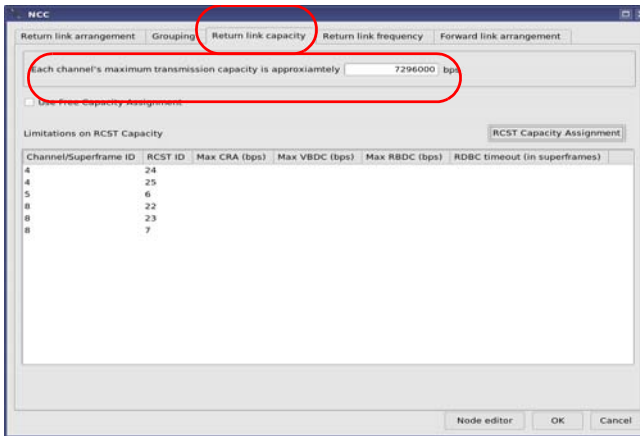 NCC
Return link arrangement Grouping Return link capacity Return link frequency Forward link arrangement
Each channel's maximum transmission capacity is approxiamtely 7296000 bps
Use Free Capacity Assignment
Limitations on RCST Capacity RCST Capacity Assignment
Channel/Superframe ID RCST ID Max CRA (bps) Max VBDC (bps) Max RBDC (bps) RDBC timeout (in superframes)
4 24
4 25
5 6
8 22
8 23
8 7
Node editor OK Cancel